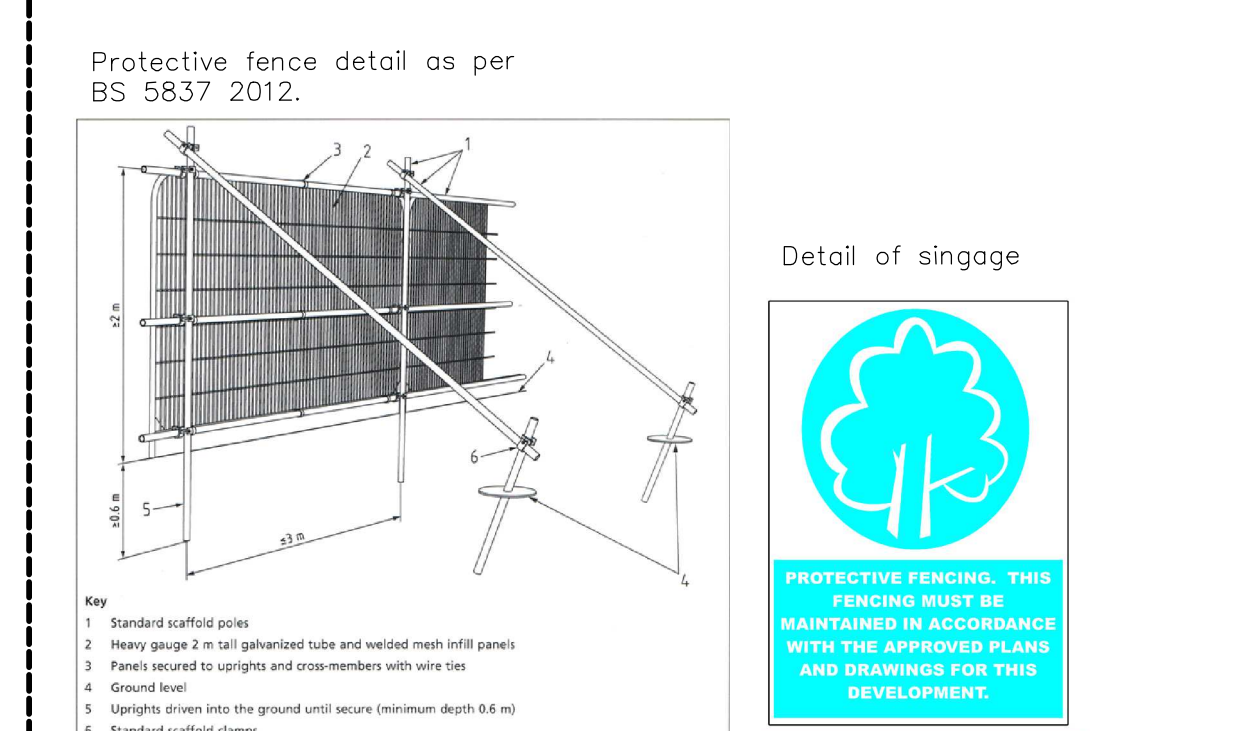 Protective fence detail as per
BS 5837 2012.
1
3
2
≥2 m
4
6
≥0.6 m
5
≤3 m
4
Key
1 Standard scaffold poles
2 Heavy gauge 2 m tall galvanized tube and welded mesh infill panels
3 Panels secured to uprights and cross-members with wire ties
4 Ground level
5 Uprights driven into the ground until secure (minimum depth 0.6 m)
6 Standard scaffold clamps
Detail of singage
PROTECTIVE FENCING. THIS
FENCING MUST BE
MAINTAINED IN ACCORDANCE
WITH THE APPROVED PLANS
AND DRAWINGS FOR THIS
DEVELOPMENT.